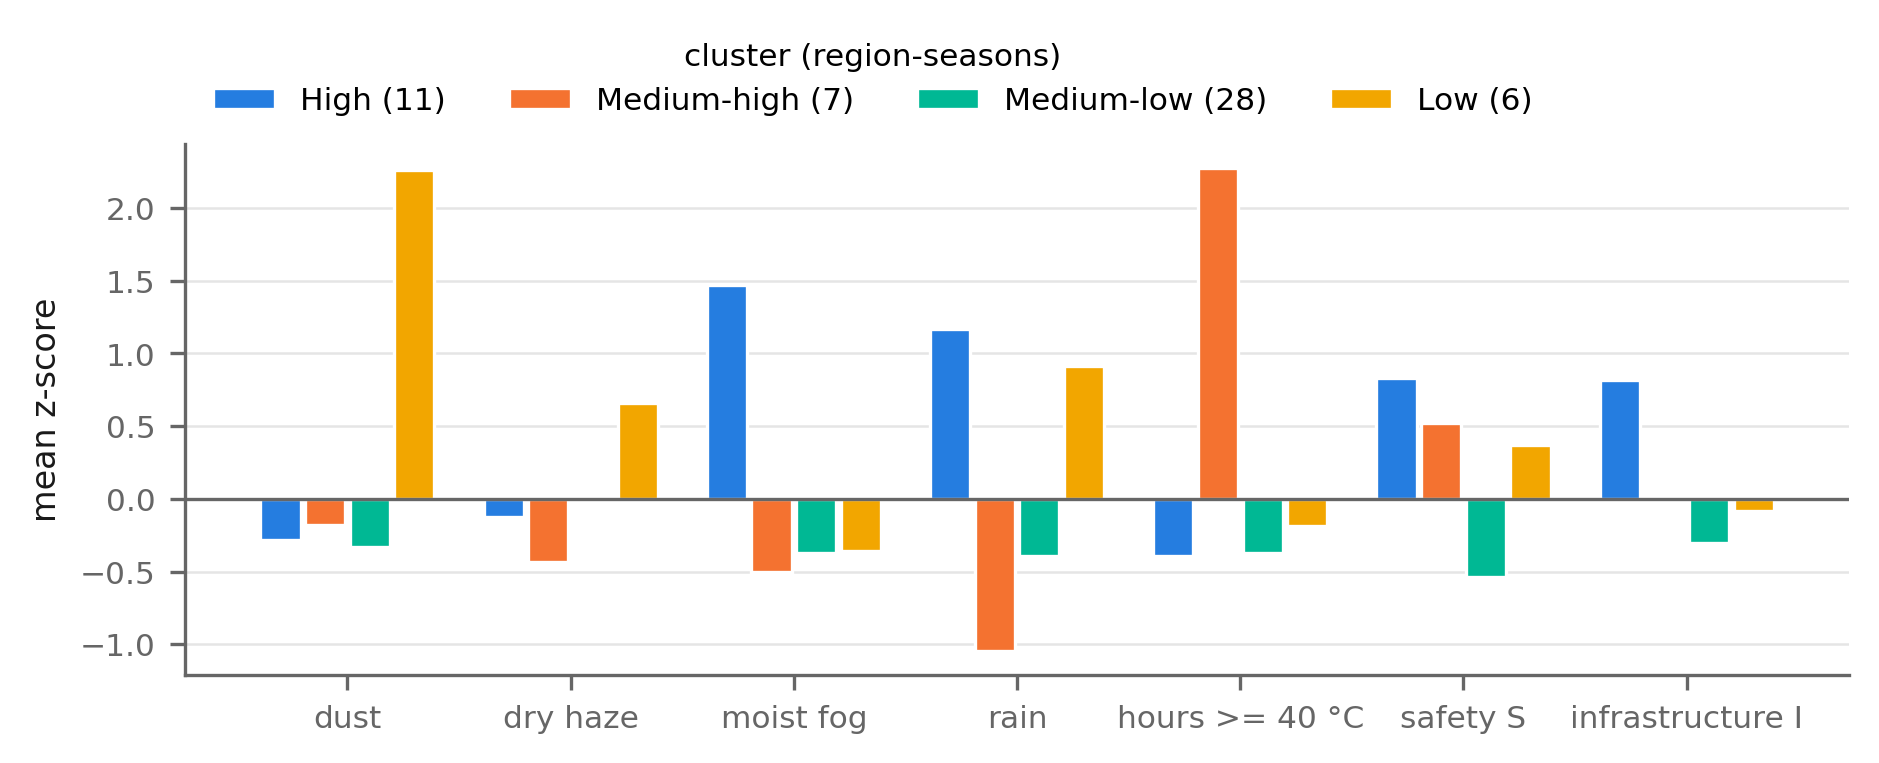 cluster (region-seasons)
High (11) Medium-high (7) Medium-low (28) Low (6)
mean z-score
2.0
1.5
1.0
0.5
0.0
−0.5
−1.0
dust dry haze moist fog rain hours >= 40 °C safety S infrastructure I